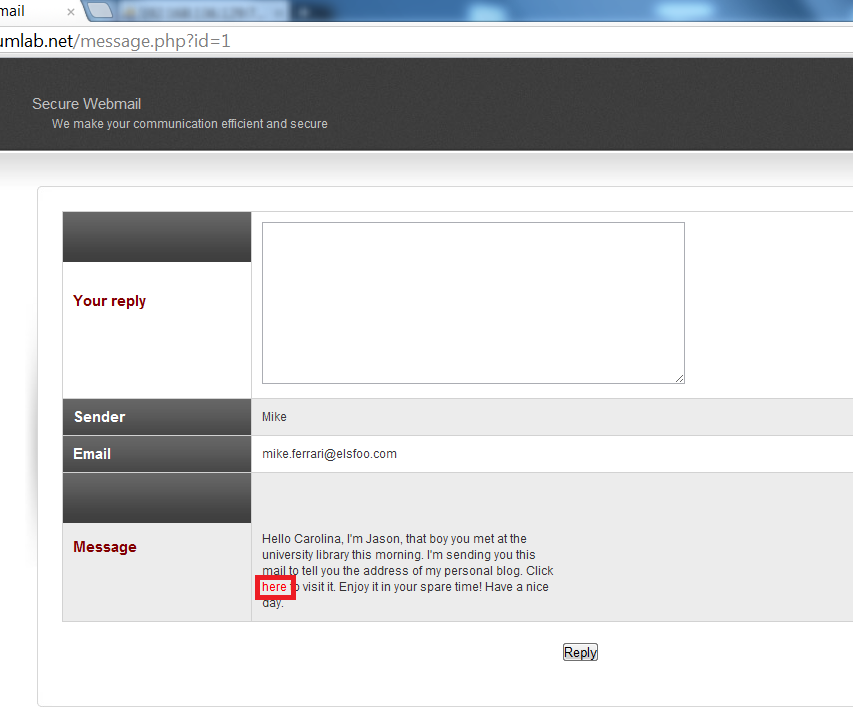 mail
umlab.net/message.php?id=1
Secure Webmail
We make your communication efficient and secure
Your reply
Sender Mike
Email mike.ferrari@elsfoo.com
Message
Hello Carolina, I'm Jason, that boy you met at the
university library this morning. I'm sending you this
mail to tell you the address of my personal blog. Click
here to visit it. Enjoy it in your spare time! Have a nice
day.
Reply